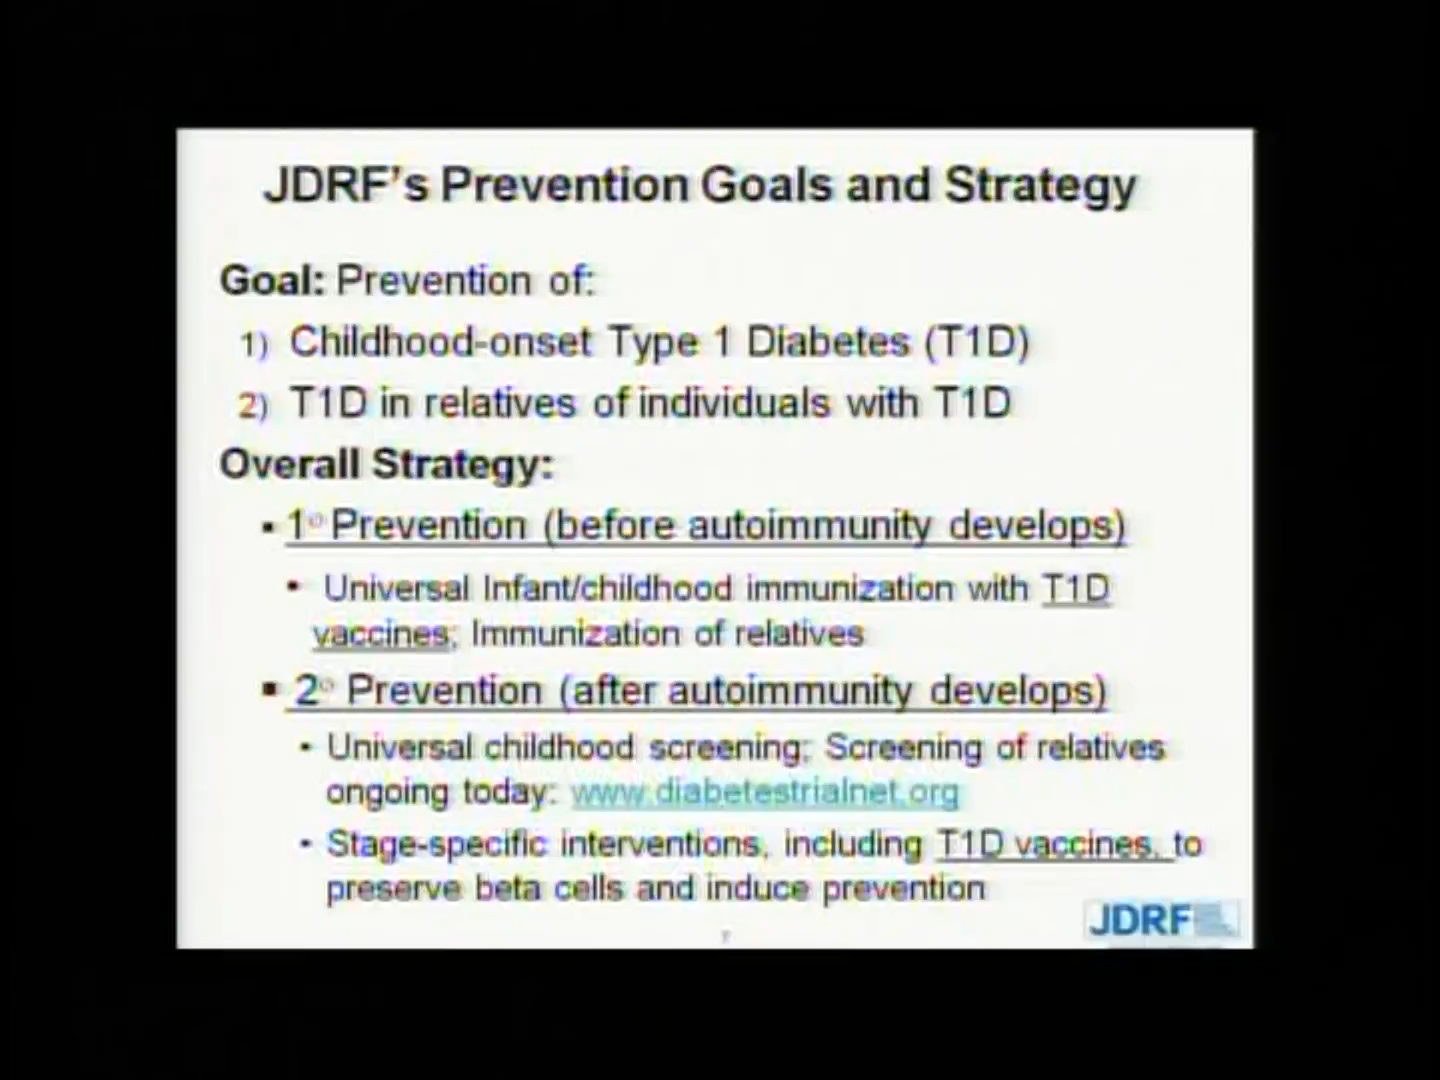 JDRF's Prevention Goals and Strategy
Goal: Prevention of:
1) Childhood-onset Type 1 Diabetes (T1D)
2) T1D in relatives of individuals with T1D
Overall Strategy:
▪ 1° Prevention (before autoimmunity develops)
• Universal Infant/childhood immunization with T1D
vaccines; Immunization of relatives
▪ 2° Prevention (after autoimmunity develops)
• Universal childhood screening; Screening of relatives
ongoing today: www.diabetestrialnet.org
• Stage-specific interventions, including T1D vaccines, to
preserve beta cells and induce prevention
JDRF